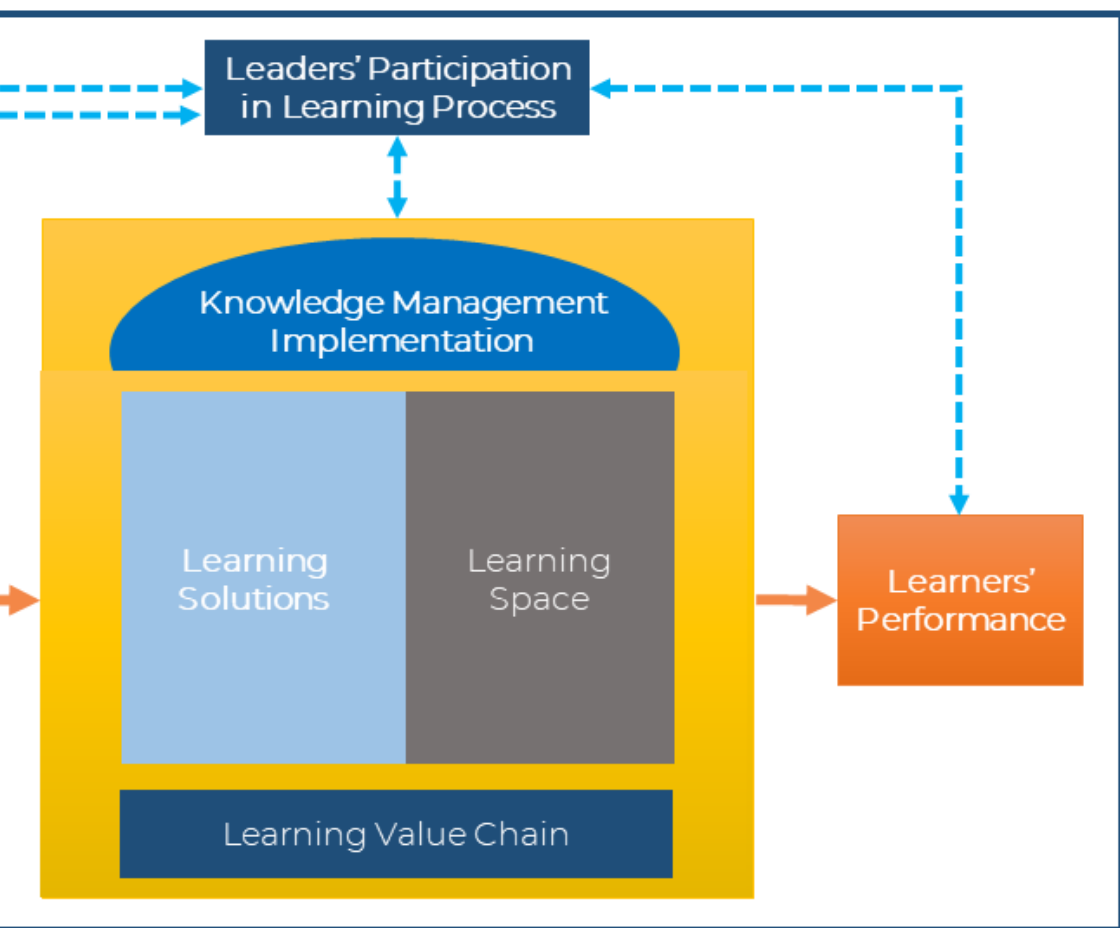 Leaders’ Participation
in Learning Process
Knowledge Management
Implementation
Learning
Solutions
Learning
Space
Learners’
Performance
Learning Value Chain